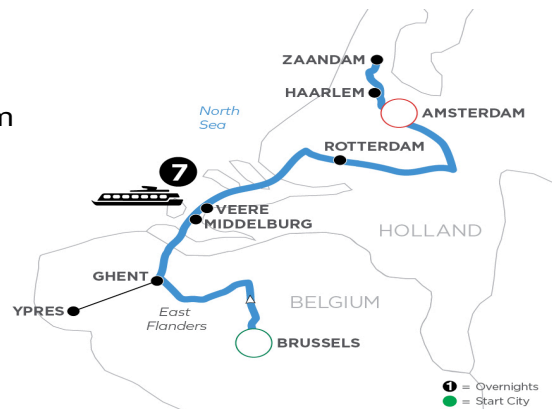 ZAANDAM
HAARLEM
AMSTERDAM
North
Sea
ROTTERDAM
7
VEERE
MIDDELBURG
HOLLAND
GHENT
BELGIUM
YPRES
East
Flanders
BRUSSELS
1 = Overnights
= Start City